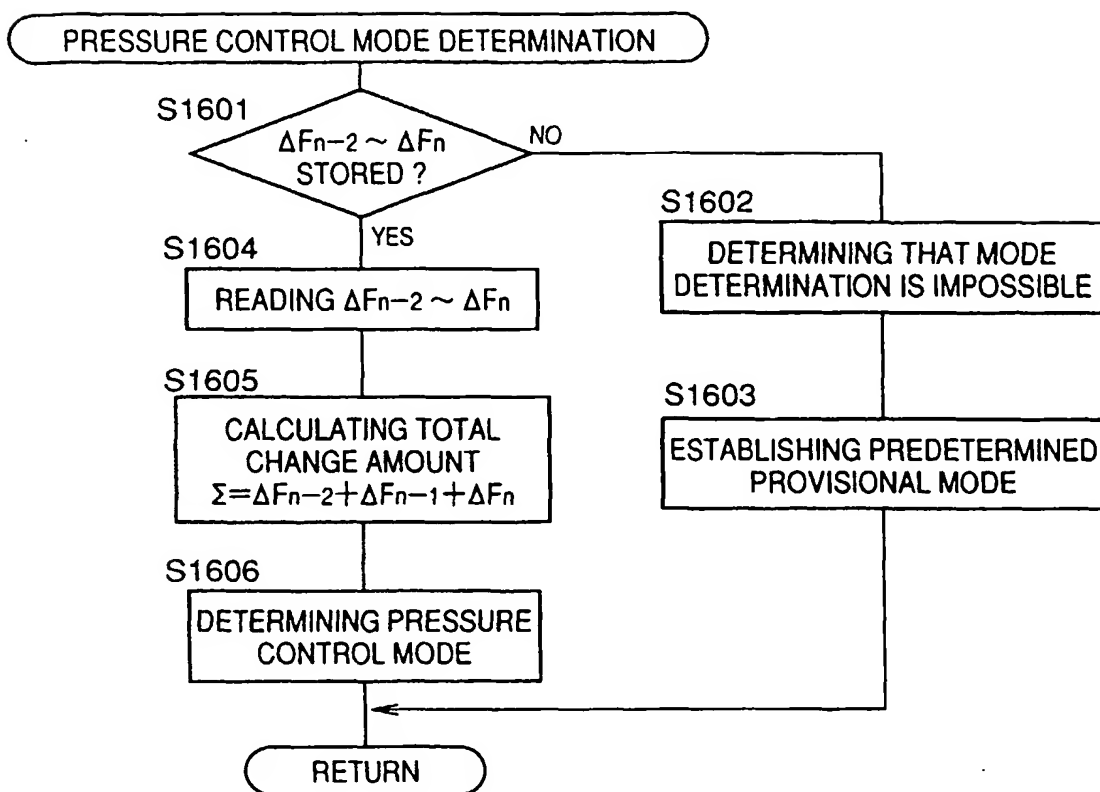 PRESSURE CONTROL MODE DETERMINATION
S1601
ΔFn-2 ~ ΔFn
STORED ?
NO
YES
S1602
DETERMINING THAT MODE
DETERMINATION IS IMPOSSIBLE
S1604
READING ΔFn-2 ~ ΔFn
S1603
ESTABLISHING PREDETERMINED
PROVISIONAL MODE
S1605
CALCULATING TOTAL
CHANGE AMOUNT
Σ=ΔFn-2+ΔFn-1+ΔFn
S1606
DETERMINING PRESSURE
CONTROL MODE
RETURN